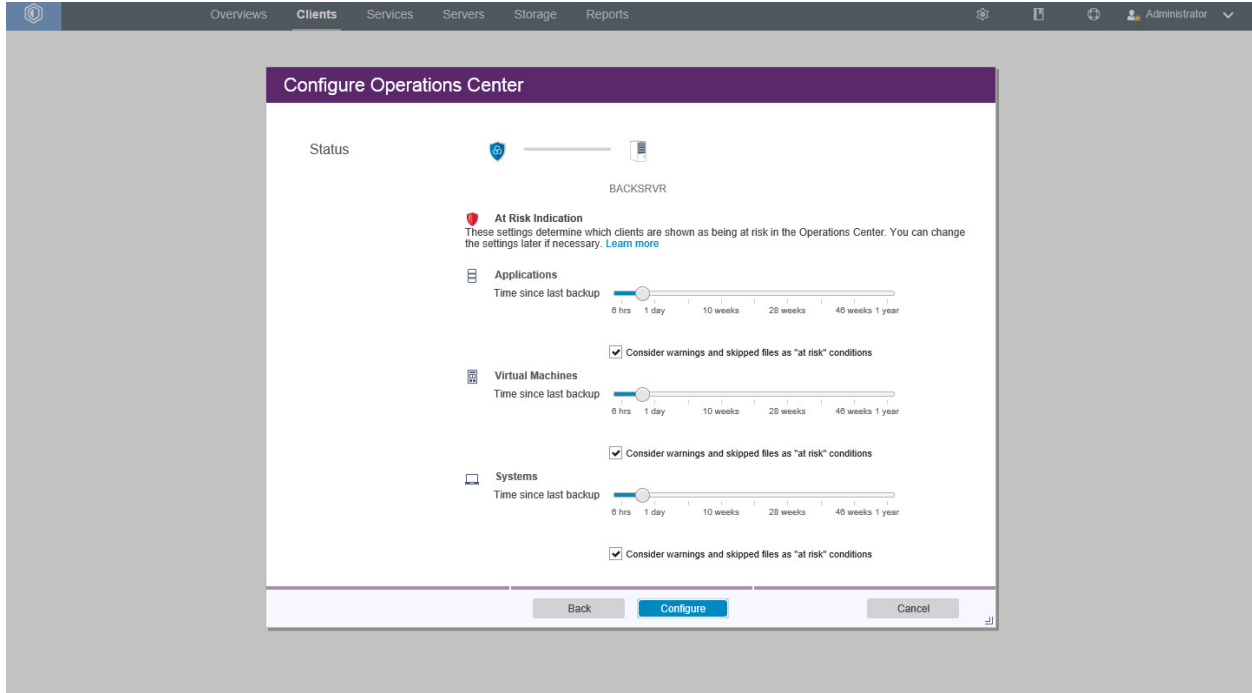 Overviews Clients Services Servers Storage Reports Administrator
Configure Operations Center
Status
BACKSRVR
At Risk Indication
These settings determine which clients are shown as being at risk in the Operations Center. You can change
the settings later if necessary. Learn more
Applications
Time since last backup
6 hrs 1 day 10 weeks 28 weeks 46 weeks 1 year
Consider warnings and skipped files as "at risk" conditions
Virtual Machines
Time since last backup
6 hrs 1 day 10 weeks 28 weeks 46 weeks 1 year
Consider warnings and skipped files as "at risk" conditions
Systems
Time since last backup
6 hrs 1 day 10 weeks 28 weeks 46 weeks 1 year
Consider warnings and skipped files as "at risk" conditions
Back Configure Cancel